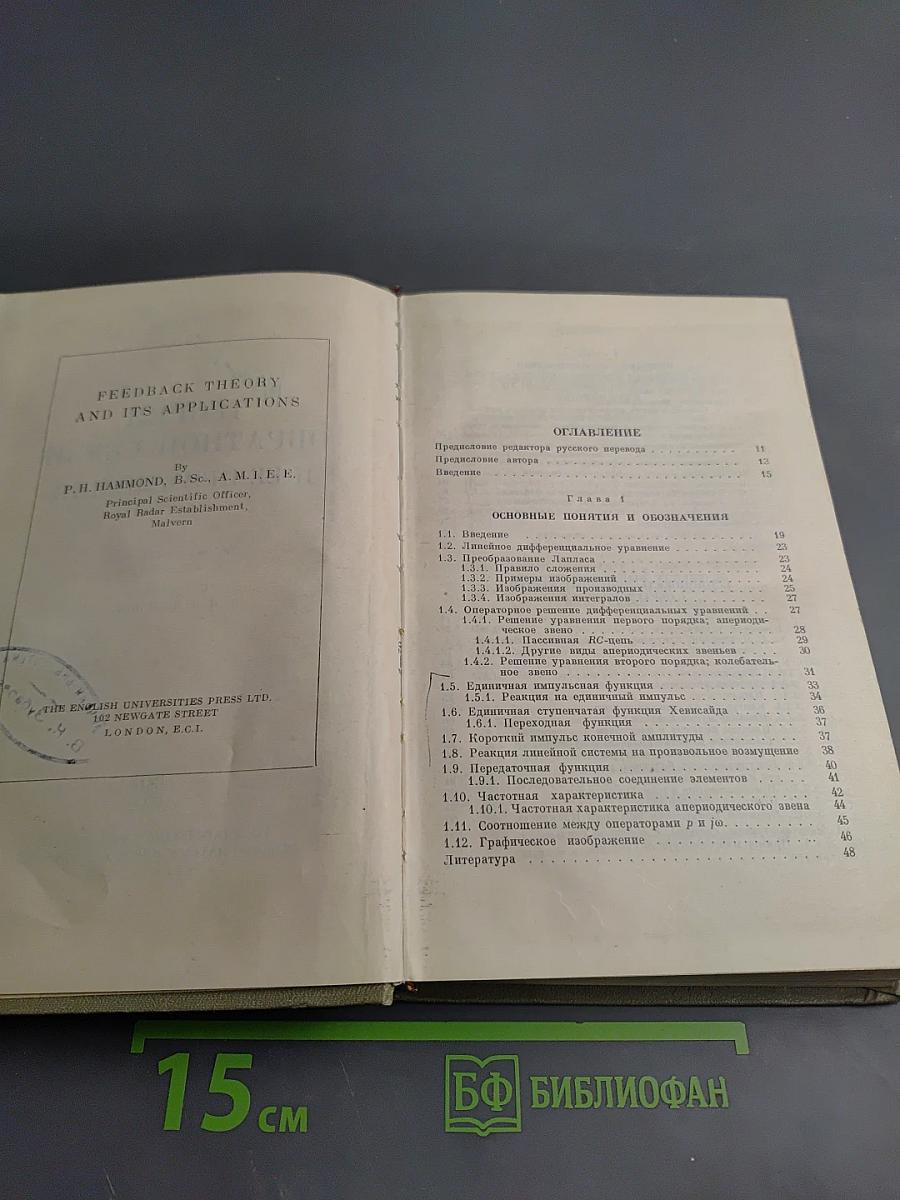 FEEDBACK THEORY
AND ITS APPLICATIONS
By
P. H. HAMMOND, B. Sc., A. M. I. E. E.
Principal Scientific Officer,
Royal Radar Establishment,
Malvern
THE ENGLISH UNIVERSITIES PRESS LTD.
102 NEWGATE STREET
LONDON, E.C.I.
ОГЛАВЛЕНИЕ
Предисловие редактора русского перевода . . . . . . . . . . 11
Предисловие автора . . . . . . . . . . . . . . . . . . . 13
Введение . . . . . . . . . . . . . . . . . . . . . . . . 15
Глава 1
ОСНОВНЫЕ ПОНЯТИЯ И ОБОЗНАЧЕНИЯ
1.1. Введение . . . . . . . . . . . . . . . . . . . . . 19
1.2. Линейное дифференциальное уравнение . . . . . . . . 23
1.3. Преобразование Лапласа . . . . . . . . . . . . . . . 23
1.3.1. Правило сложения . . . . . . . . . . . . . . . 24
1.3.2. Примеры изображений . . . . . . . . . . . . . 24
1.3.3. Изображения производных . . . . . . . . . . . 25
1.3.4. Изображения интегралов . . . . . . . . . . . . 27
1.4. Операторное решение дифференциальных уравнений . . 27
1.4.1. Решение уравнения первого порядка; апериоди-
ческое звено . . . . . . . . . . . . . . . . . 28
1.4.1.1. Пассивная RC-цепь . . . . . . . . . . . . 29
1.4.1.2. Другие виды апериодических звеньев . . . . 30
1.4.2. Решение уравнения второго порядка; колебатель-
ное звено . . . . . . . . . . . . . . . . . . 31
1.5. Единичная импульсная функция . . . . . . . . . . . . 33
1.5.1. Реакция на единичный импульс . . . . . . . . . 34
1.6. Единичная ступенчатая функция Хевисайда . . . . . . 36
1.6.1. Переходная функция . . . . . . . . . . . . . . 37
1.7. Короткий импульс конечной амплитуды . . . . . . . . 37
1.8. Реакция линейной системы на произвольное возмущение 38
1.9. Передаточная функция . . . . . . . . . . . . . . . . 40
1.9.1. Последовательное соединение элементов . . . . . 41
1.10. Частотная характеристика . . . . . . . . . . . . . . 42
1.10.1. Частотная характеристика апериодического звена 44
1.11. Соотношение между операторами p и jω. . . . . . . . . 45
1.12. Графическое изображение . . . . . . . . . . . . . . 46
Литература . . . . . . . . . . . . . . . . . . . . . . . 48
15 см
БФ БИБЛИОФАН